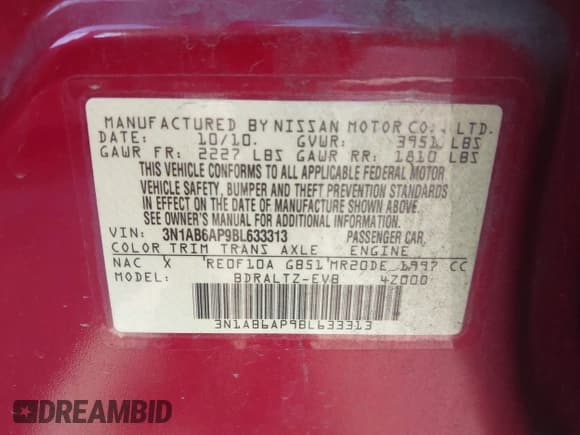 MANUFACTURED BY NISSAN MOTOR CO., LTD.
DATE: 10/10. GVWR: 3951 LBS
GAWR FR: 2227 LBS GAWR RR: 1810 LBS
THIS VEHICLE CONFORMS TO ALL APPLICABLE FEDERAL MOTOR
VEHICLE SAFETY, BUMPER AND THEFT PREVENTION STANDARDS
IN EFFECT ON THE DATE OF MANUFACTURE SHOWN ABOVE.
SEE OWNER'S MANUAL FOR ADDITIONAL INFORMATION.
VIN: 3N1AB6AP9BL633313 PASSENGER CAR
COLOR TRIM TRANS AXLE ENGINE
NAC X RE0F10A GB51 MR20DE 1997 CC
MODEL: BDRALTZ-EVB 4Z000
3N1AB6AP9BL633313
DREAMBID